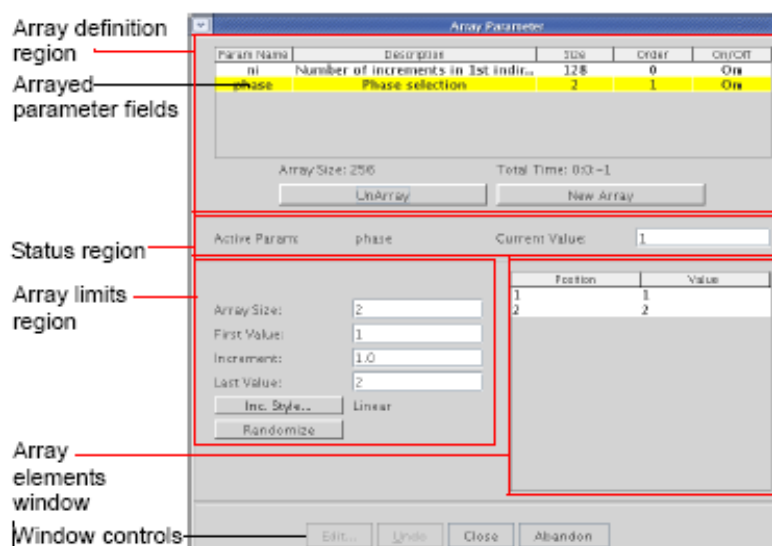 Array Parameter
Array definition
region
Arrayed
parameter fields
Param Name Description Size Order On/Off
ni Number of increments in 1st indir... 128 0 On
phase Phase selection 2 1 On
Array Size: 256 Total Time: 0:0:-1
UnArray New Array
Status region
Active Param: phase Current Value: 1
Array limits
region
Array Size: 2
First Value: 1
Increment: 1.0
Last Value: 2
Inc. Style... Linear
Randomize
Position Value
1 1
2 2
Array
elements
window
Window controls
Edit... Undo Close Abandon